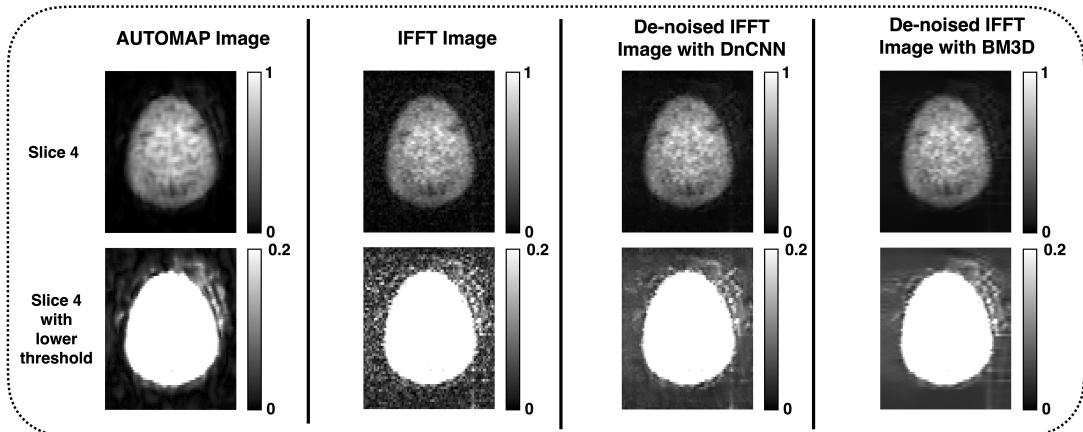 AUTOMAP Image
IFFT Image
De-noised IFFT
Image with DnCNN
De-noised IFFT
Image with BM3D
Slice 4
1
0
1
0
1
0
1
0
Slice 4
with
lower
threshold
0.2
0
0.2
0
0.2
0
0.2
0